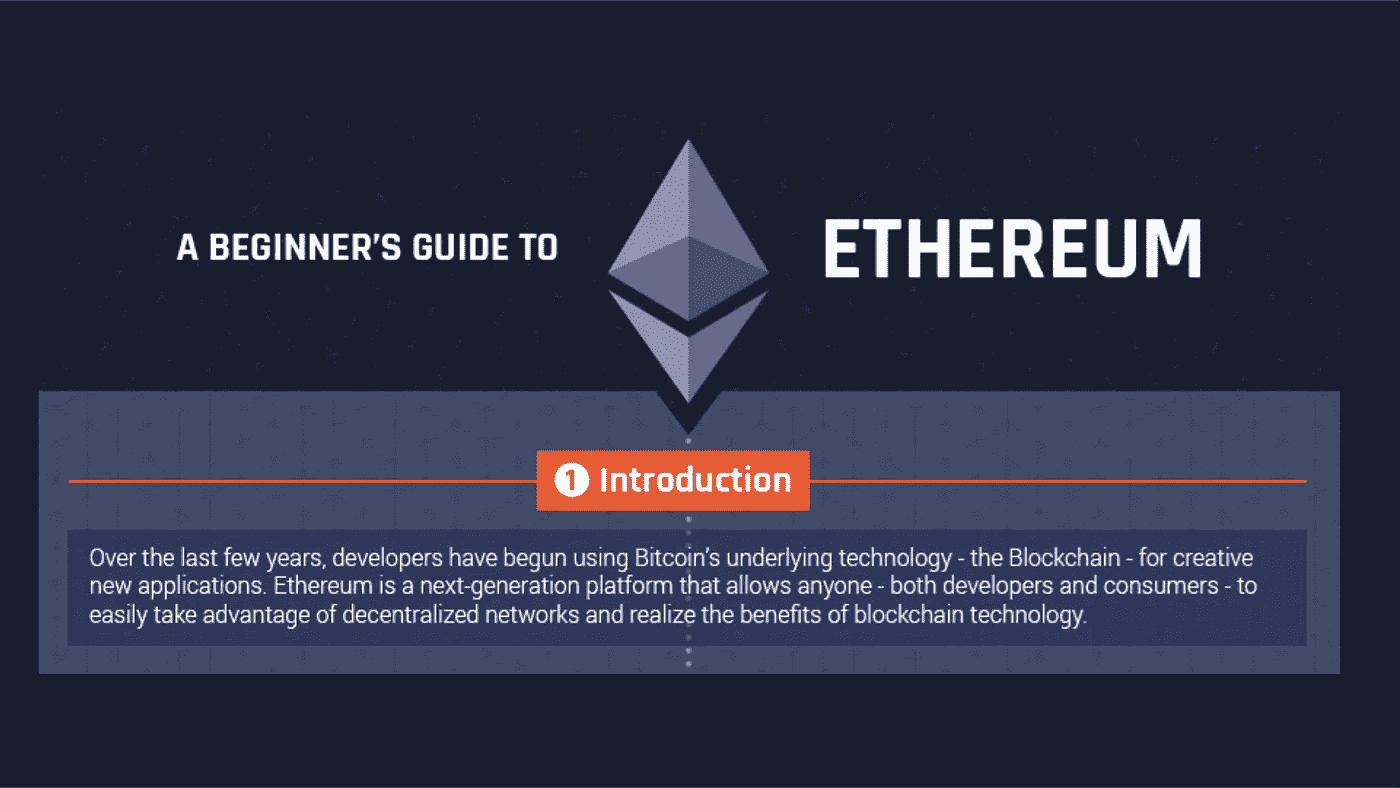 A BEGINNER'S GUIDE TO
ETHEREUM
1 Introduction
Over the last few years, developers have begun using Bitcoin's underlying technology - the Blockchain - for creative
new applications. Ethereum is a next-generation platform that allows anyone - both developers and consumers - to
easily take advantage of decentralized networks and realize the benefits of blockchain technology.